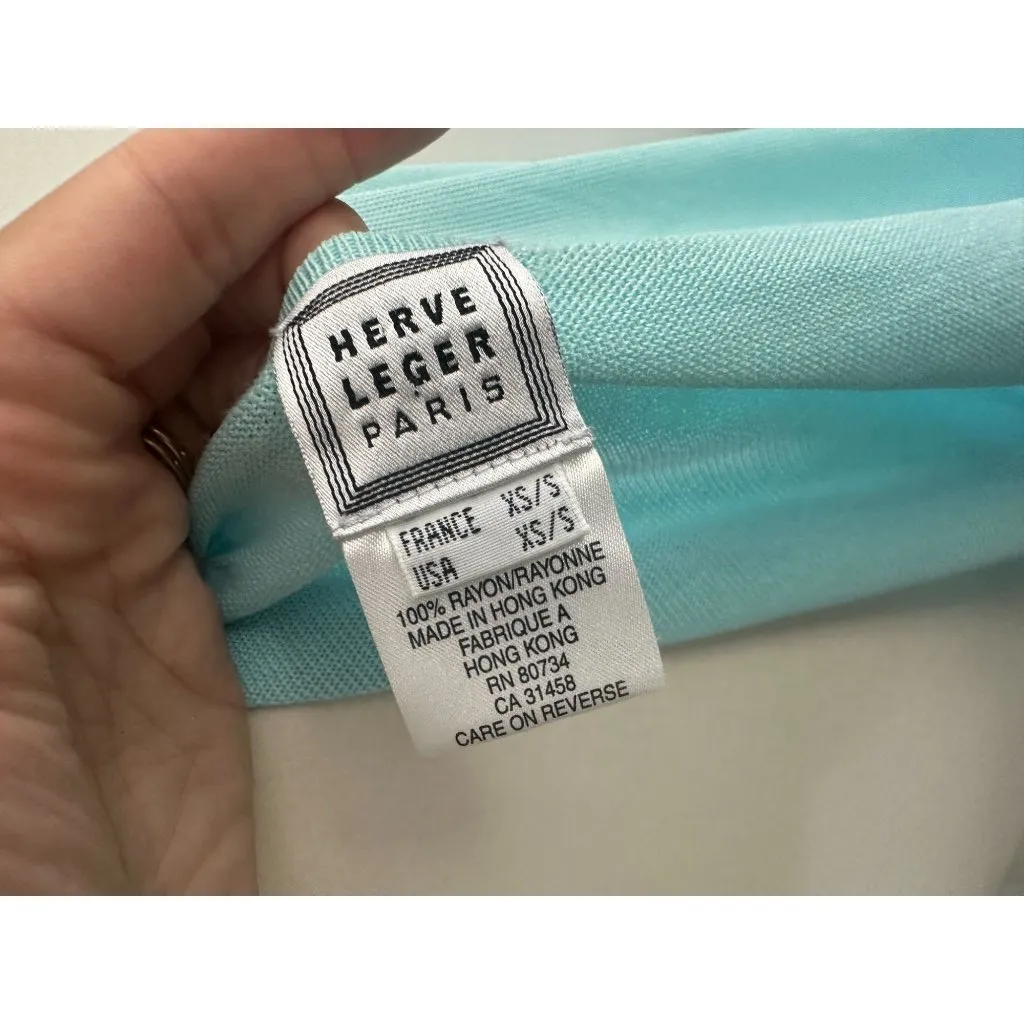 HERVE
LEGER
PARIS
FRANCE XS/S
USA XS/S
100% RAYON/RAYONNE
MADE IN HONG KONG
FABRIQUE A
HONG KONG
RN 80734
CA 31458
CARE ON REVERSE